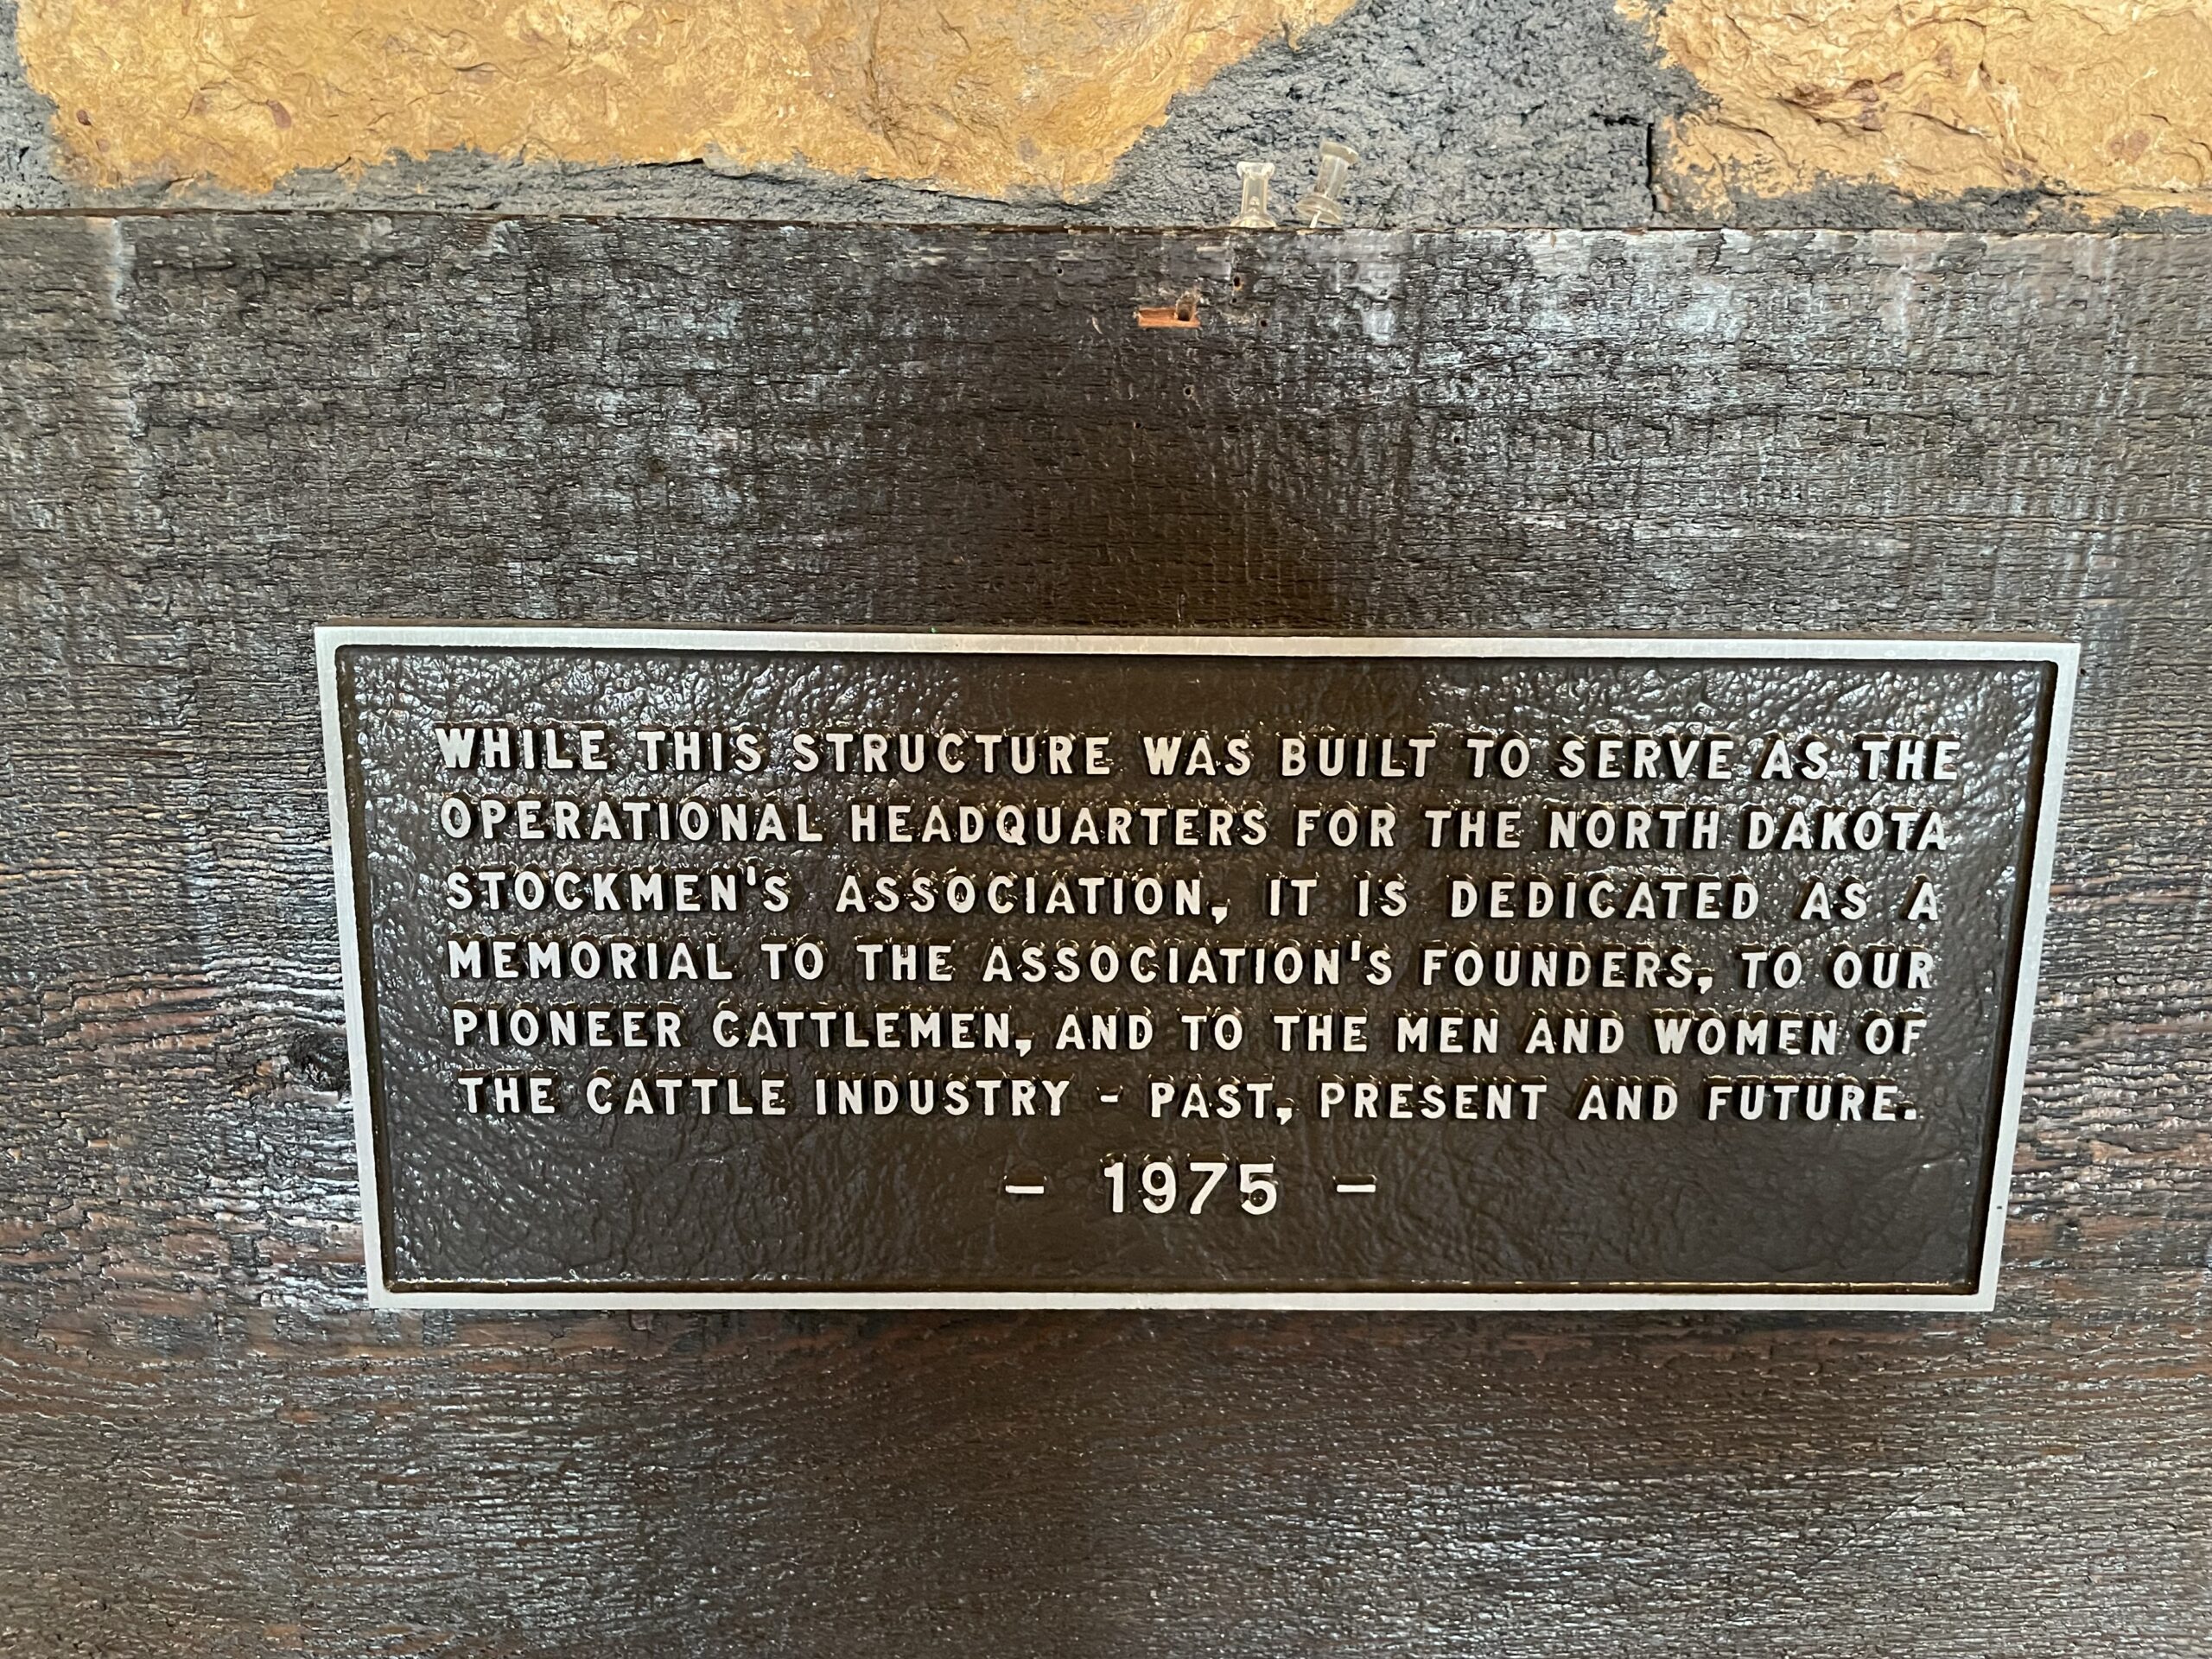 WHILE THIS STRUCTURE WAS BUILT TO SERVE AS THE
OPERATIONAL HEADQUARTERS FOR THE NORTH DAKOTA
STOCKMEN'S ASSOCIATION, IT IS DEDICATED AS A
MEMORIAL TO THE ASSOCIATION'S FOUNDERS, TO OUR
PIONEER CATTLEMEN, AND TO THE MEN AND WOMEN OF
THE CATTLE INDUSTRY - PAST, PRESENT AND FUTURE.
- 1975 -